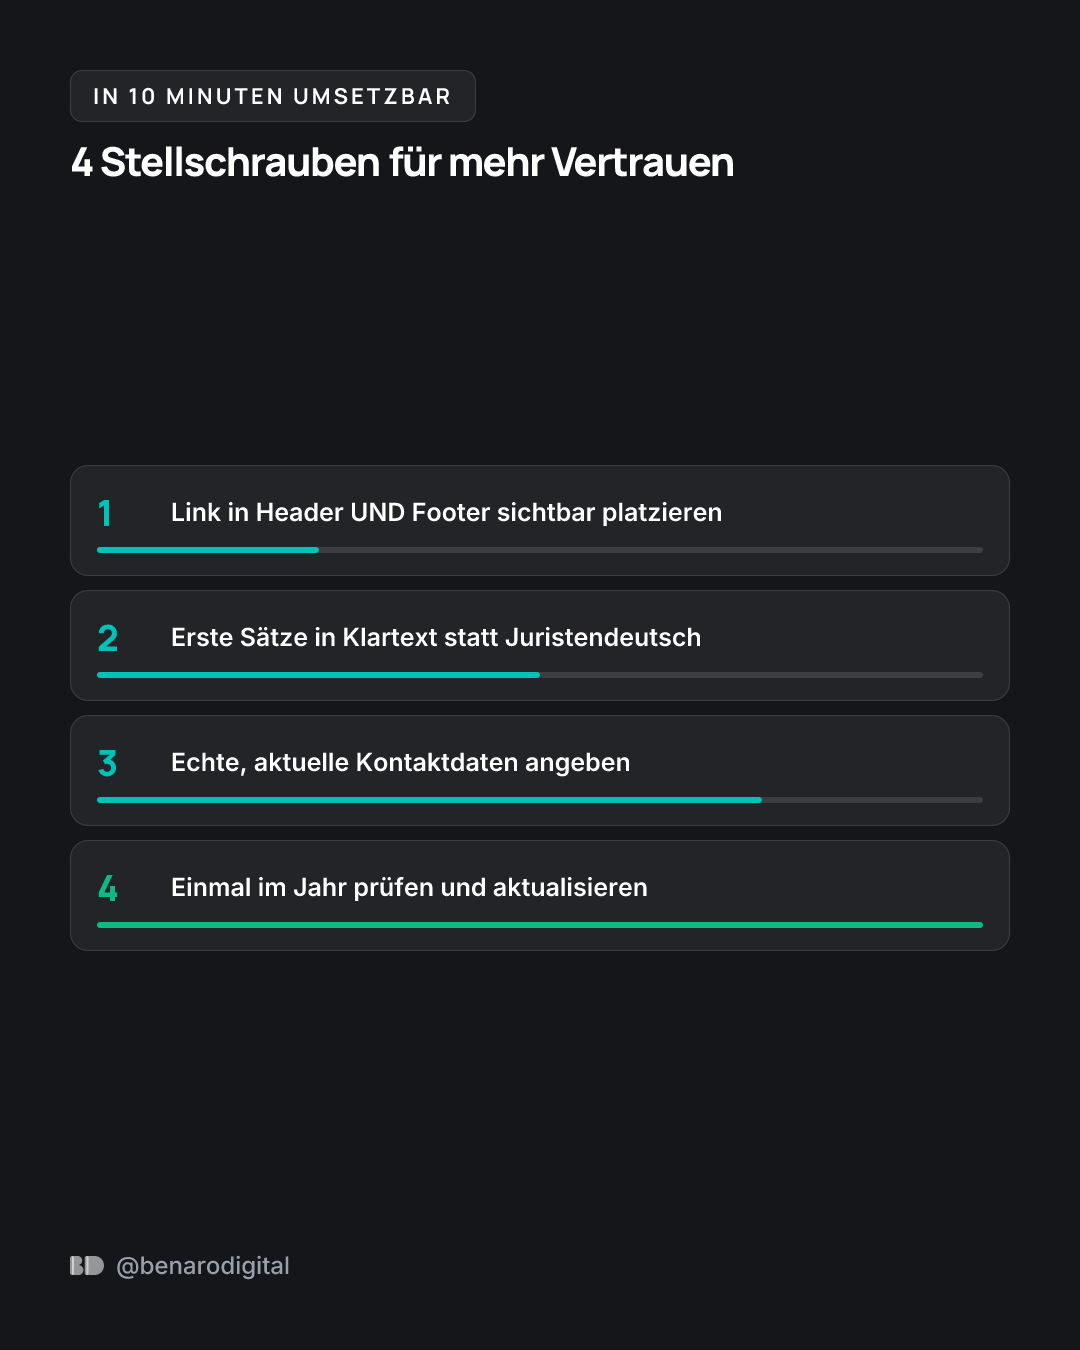 IN 10 MINUTEN UMSETZBAR
4 Stellschrauben für mehr Vertrauen
1 Link in Header UND Footer sichtbar platzieren
2 Erste Sätze in Klartext statt Juristendeutsch
3 Echte, aktuelle Kontaktdaten angeben
4 Einmal im Jahr prüfen und aktualisieren
BD @benarodigital